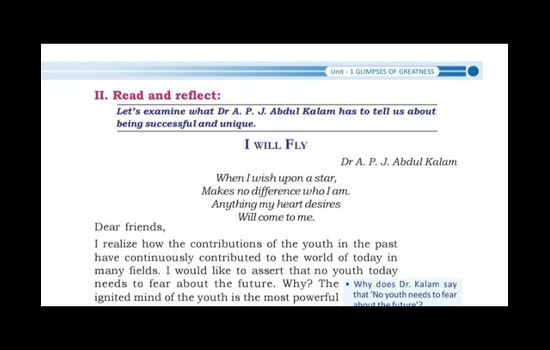 Unit - 1 GLIMPSES OF GREATNESS
II. Read and reflect:
Let's examine what Dr A. P. J. Abdul Kalam has to tell us about
being successful and unique.
I WILL FLY
Dr A. P. J. Abdul Kalam
When I wish upon a star,
Makes no difference who I am.
Anything my heart desires
Will come to me.
Dear friends,
I realize how the contributions of the youth in the past
have continuously contributed to the world of today in
many fields. I would like to assert that no youth today
needs to fear about the future. Why? The
ignited mind of the youth is the most powerful
• Why does Dr. Kalam say
that 'No youth needs to fear
about the future'?